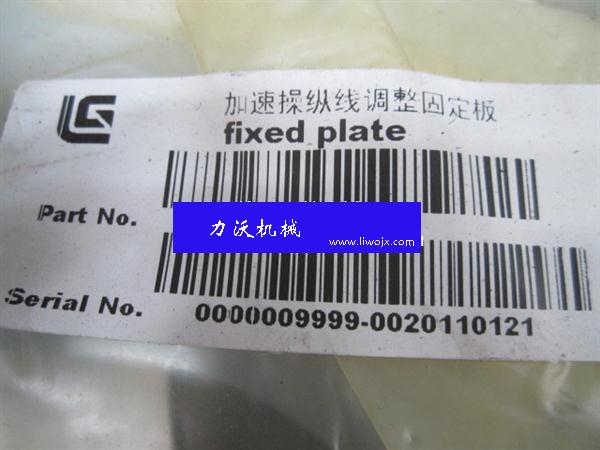 LG
加速操纵线调整固定板
fixed plate
Part No.
力沃机械
www.liwojx.com
Serial No.
0000009999-0020110121